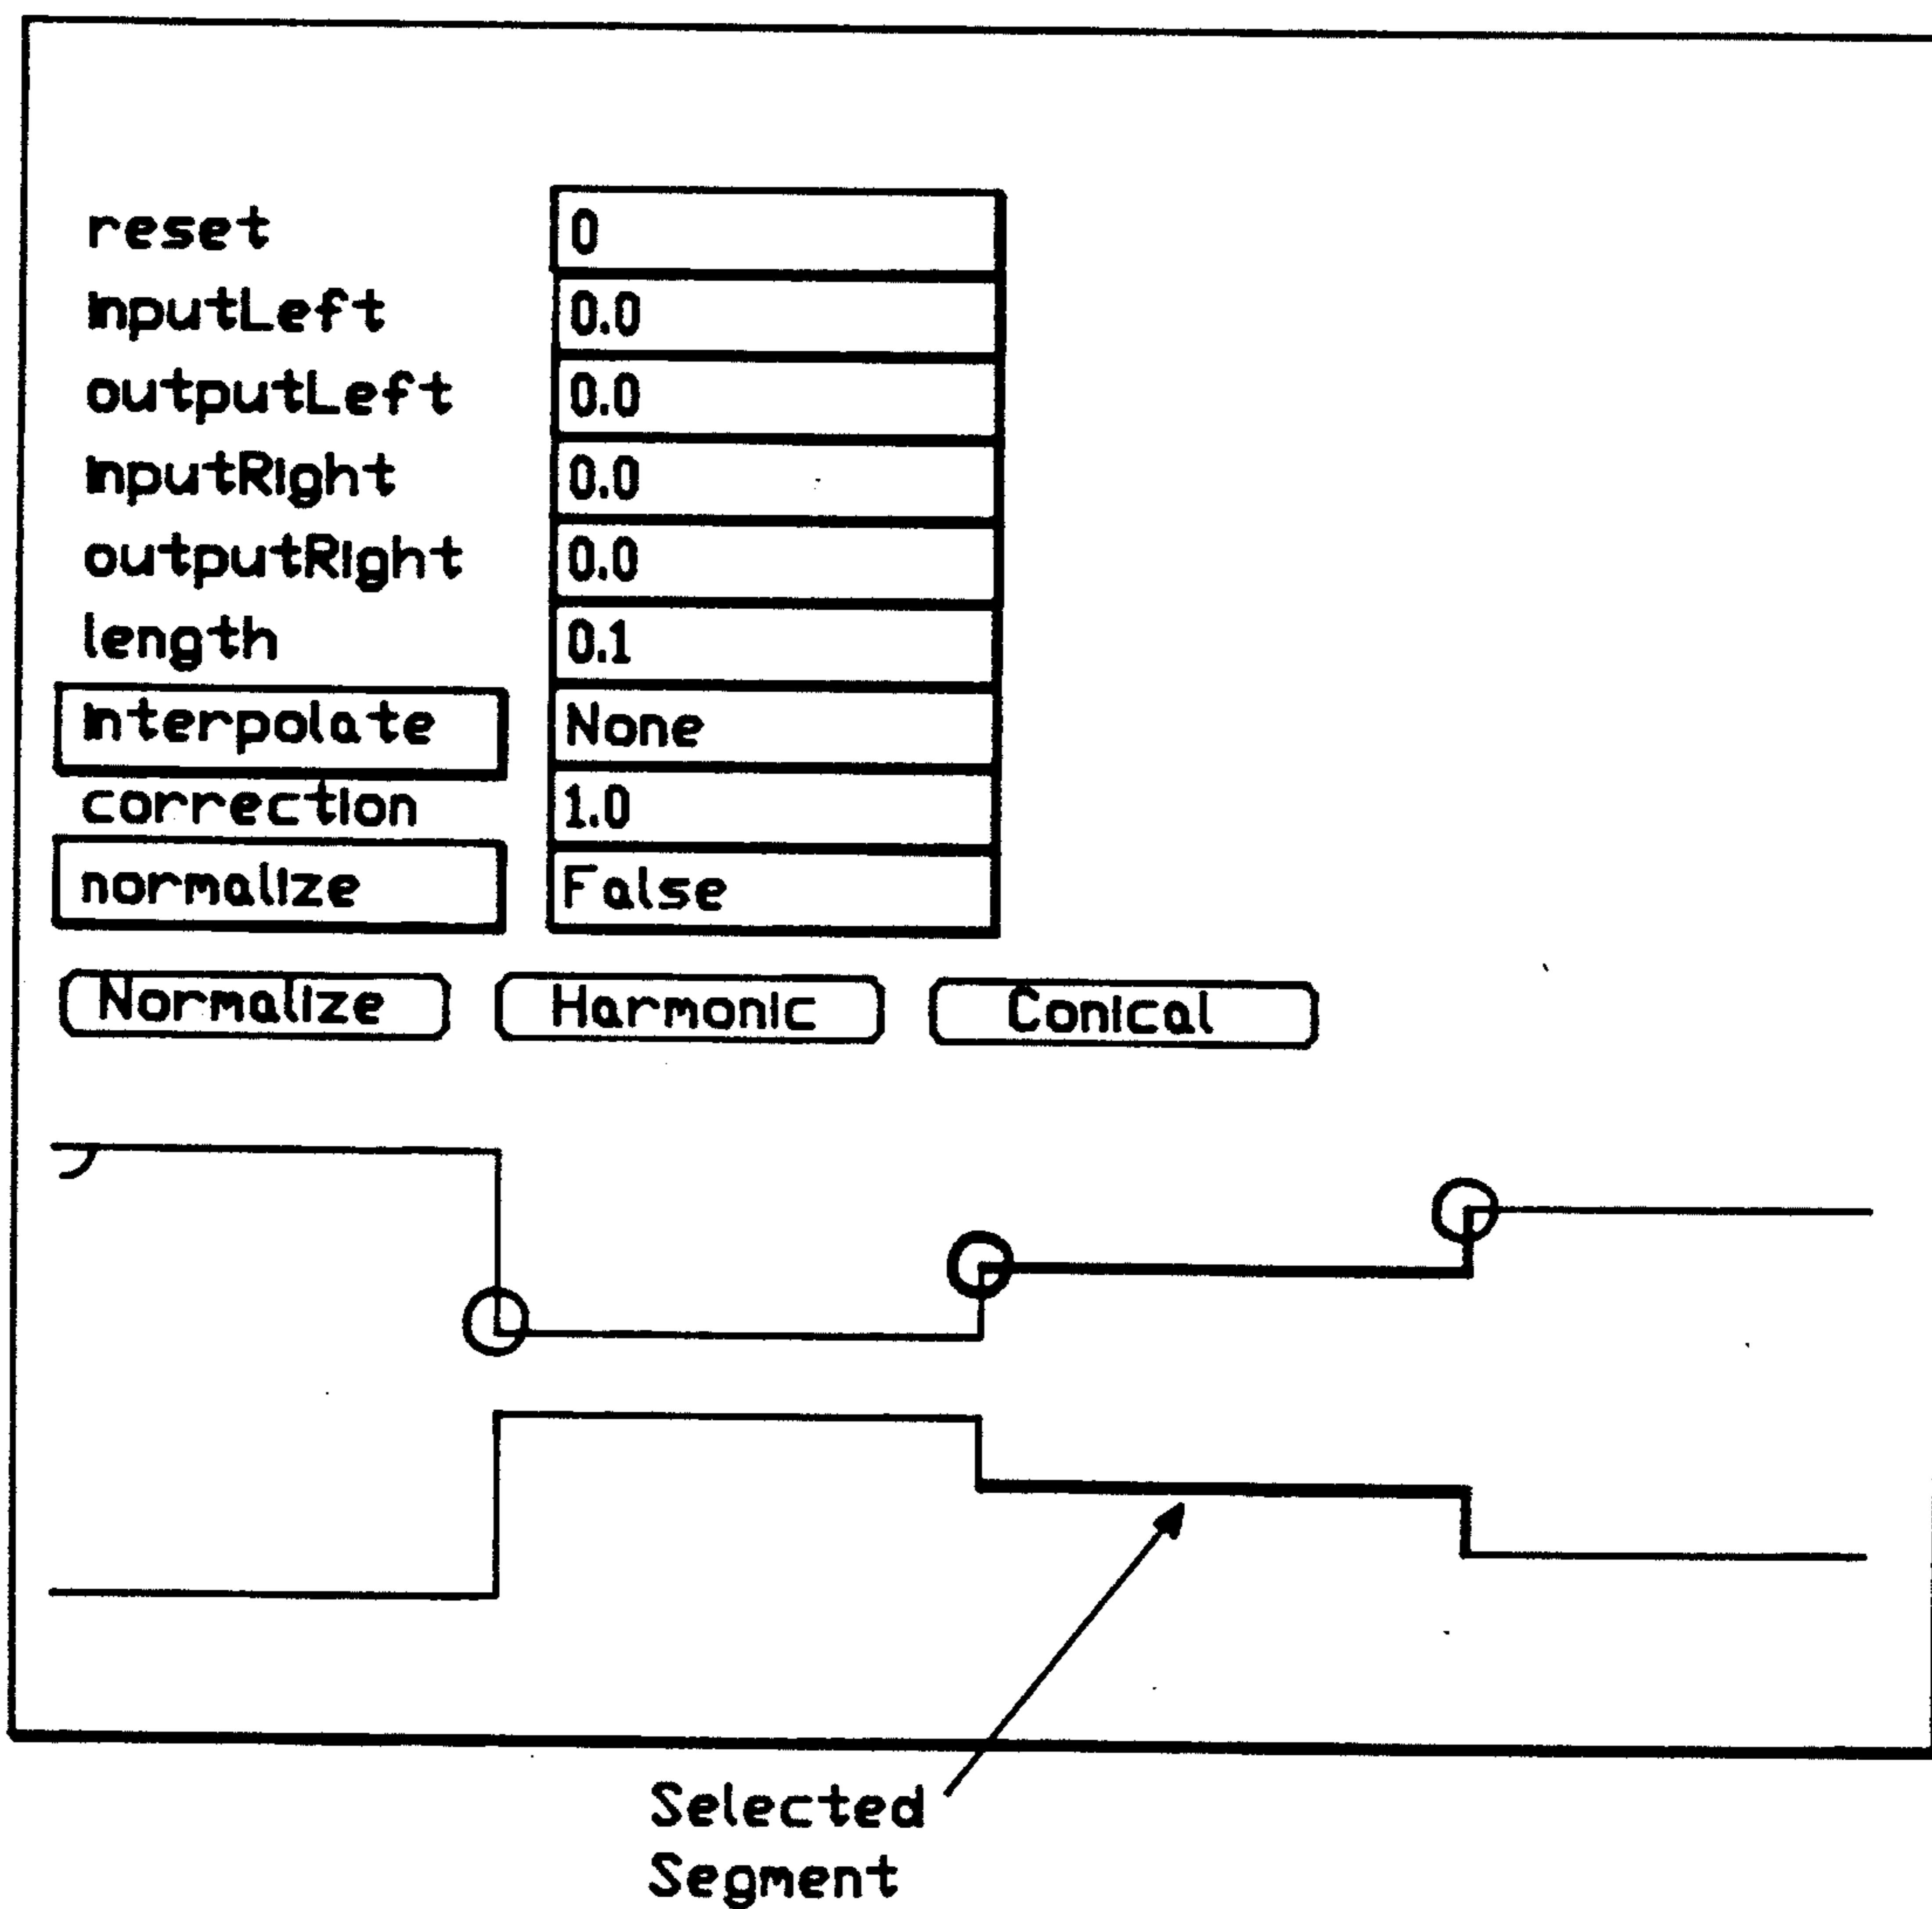 reset 0
inputLeft 0.0
outputLeft 0.0
inputRight 0.0
outputRight 0.0
length 0.1
interpolate None
correction 1.0
normalize False
Normalize Harmonic Conical
Selected
Segment